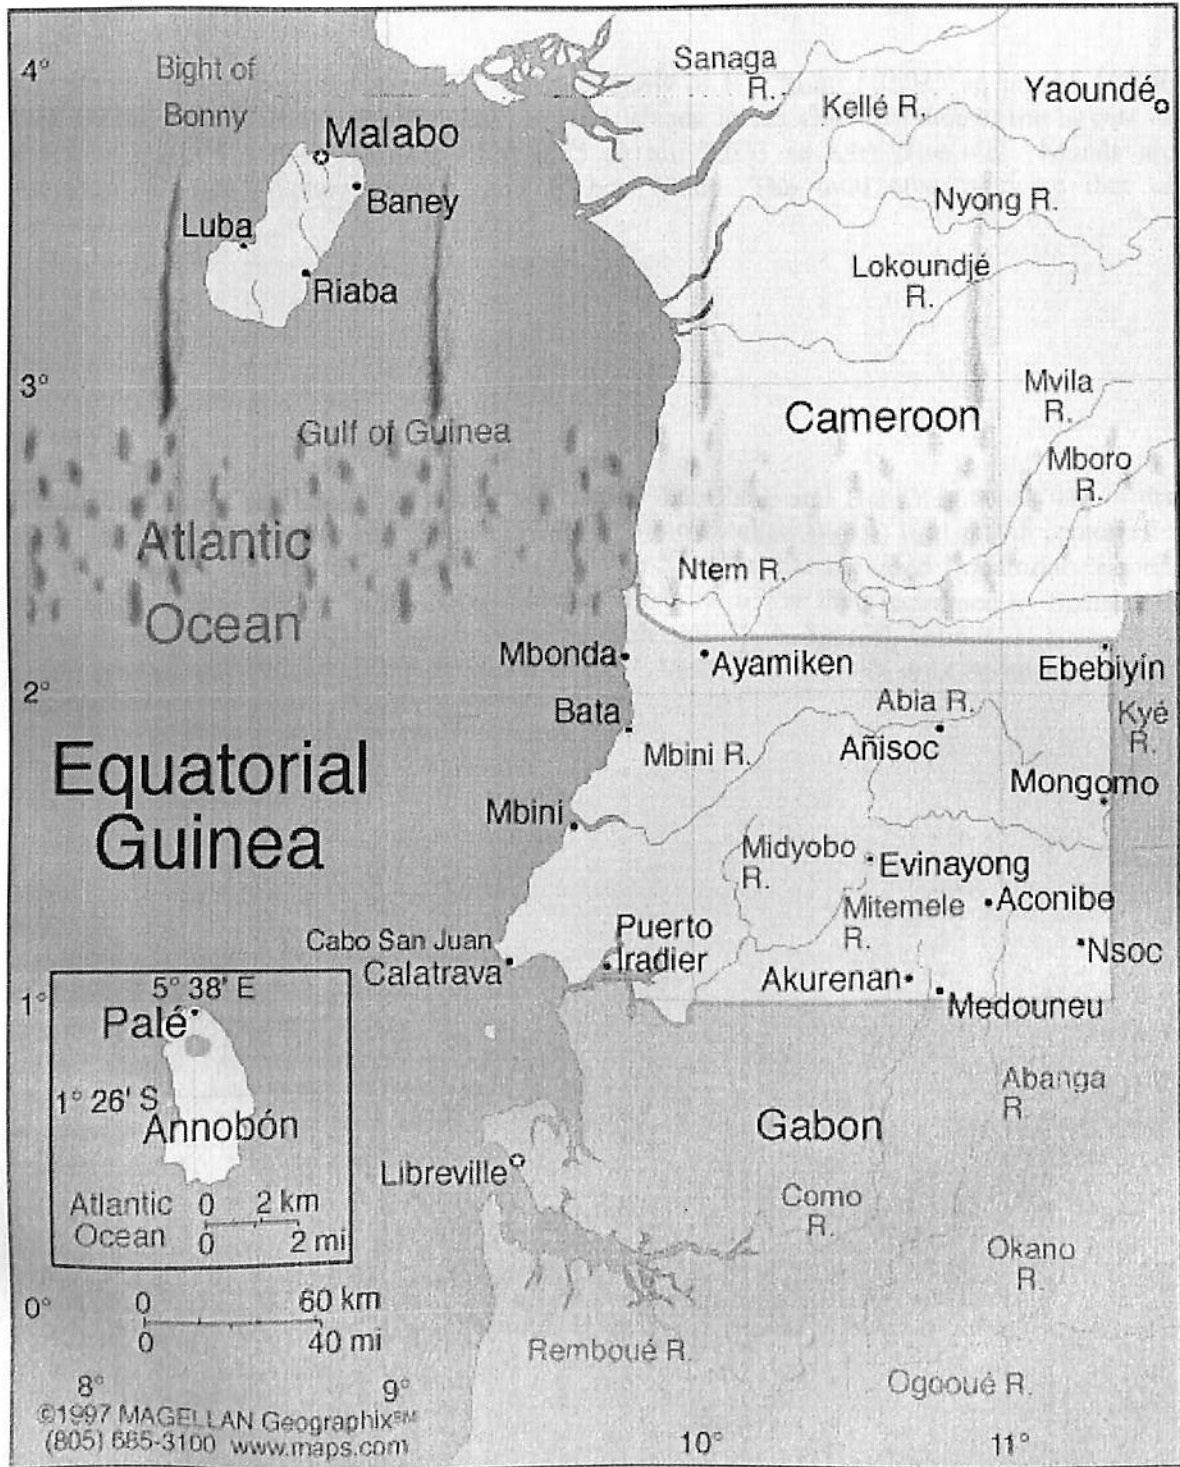 4°
Bight of
Bonny
Sanaga
R.
Yaoundé
Kellé R.
Malabo
Baney
Luba
Riaba
Nyong R.
Lokoundjé
R.
3°
Mvila
R.
Cameroon
Gulf of Guinea
Mboro
R.
Atlantic
Ocean
Ntem R.
Mbonda
Ayamiken
Ebebiyín
2°
Bata
Abia R.
Kyé
R.
Mbini R.
Añisoc
Equatorial
Guinea
Mongomo
Mbini
Midyobo
R.
Evinayong
Mitemele
R.
Aconibe
Cabo San Juan
Calatrava
Puerto
Iradier
Nsoc
Akurenan
Medouneu
1°
5° 38' E
Palé
1° 26' S
Annobón
Atlantic
Ocean
0 2 km
0 2 mi
Abanga
R.
Gabon
Libreville
Como
R.
Okano
R.
0°
0 60 km
0 40 mi
Remboué R.
Ogooué R.
8°
9°
10°
11°
©1997 MAGELLAN Geographix℠
(805) 685-3100 www.maps.com